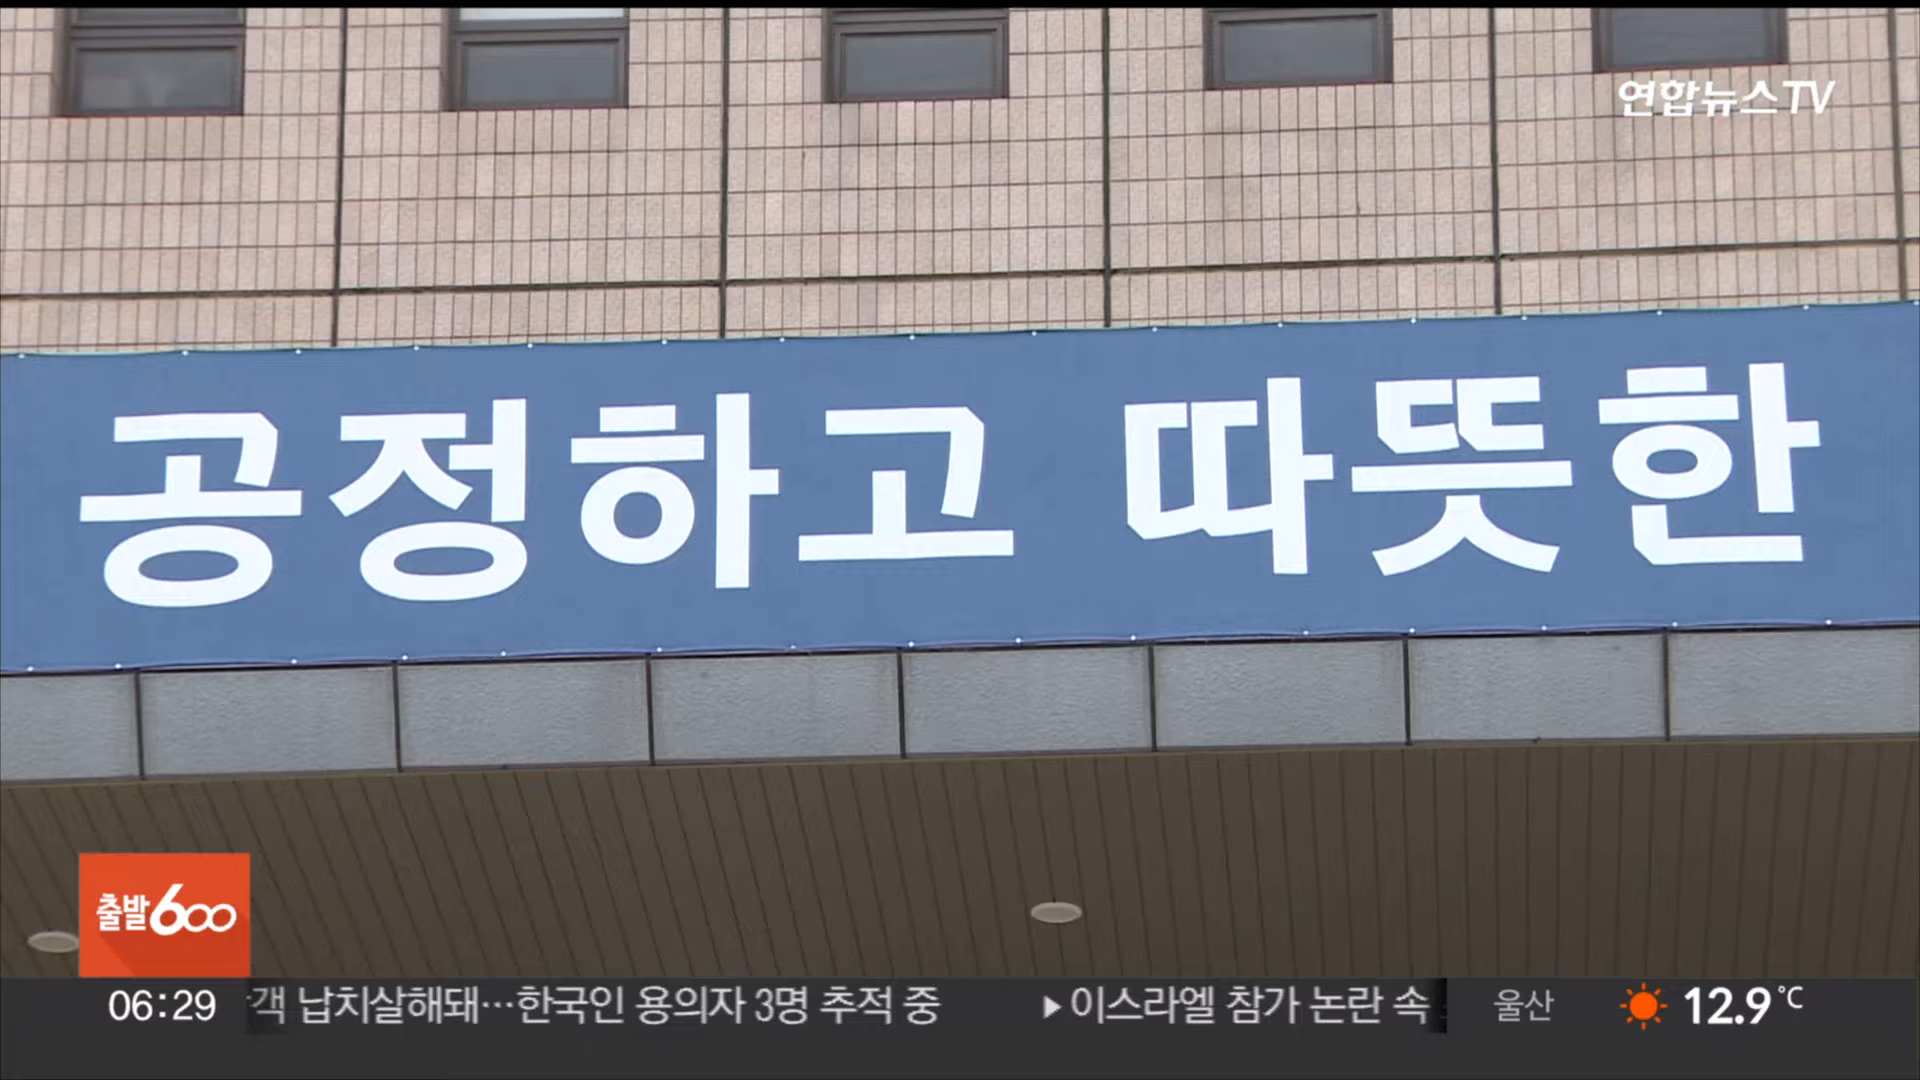 연합뉴스TV
공정하고 따뜻한
출발600
06:29
객 납치살해돼…한국인 용의자 3명 추적 중 ▶이스라엘 참가 논란 속
울산 12.9℃